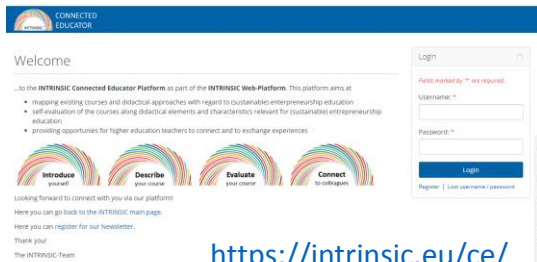 INTRINSIC
CONNECTED
EDUCATOR
Welcome
...to the INTRINSIC Connected Educator Platform as part of the INTRINSIC Web-Platform. This platform aims at
• mapping existing courses and didactical approaches with regard to (sustainable) enterpreneurship education
• self-evaluation of the courses along didactical elements and characteristics relevant for (sustainable) entrepreneurship
education
• providing opportunies for higher education teachers to connect and to exchange experiences
Introduce
yourself
Describe
your course
Evaluate
your course
Connect
to colleagues
Looking forward to connect with you via our platform!
Here you can go back to the INTRINSIC main page.
Here you can register for our Newsletter.
Thank you!
The INTRINSIC-Team
Login
Fields marked by '*' are required.
Username: *
Password: *
Login
Register | Lost username / password
https://intrinsic.eu/ce/